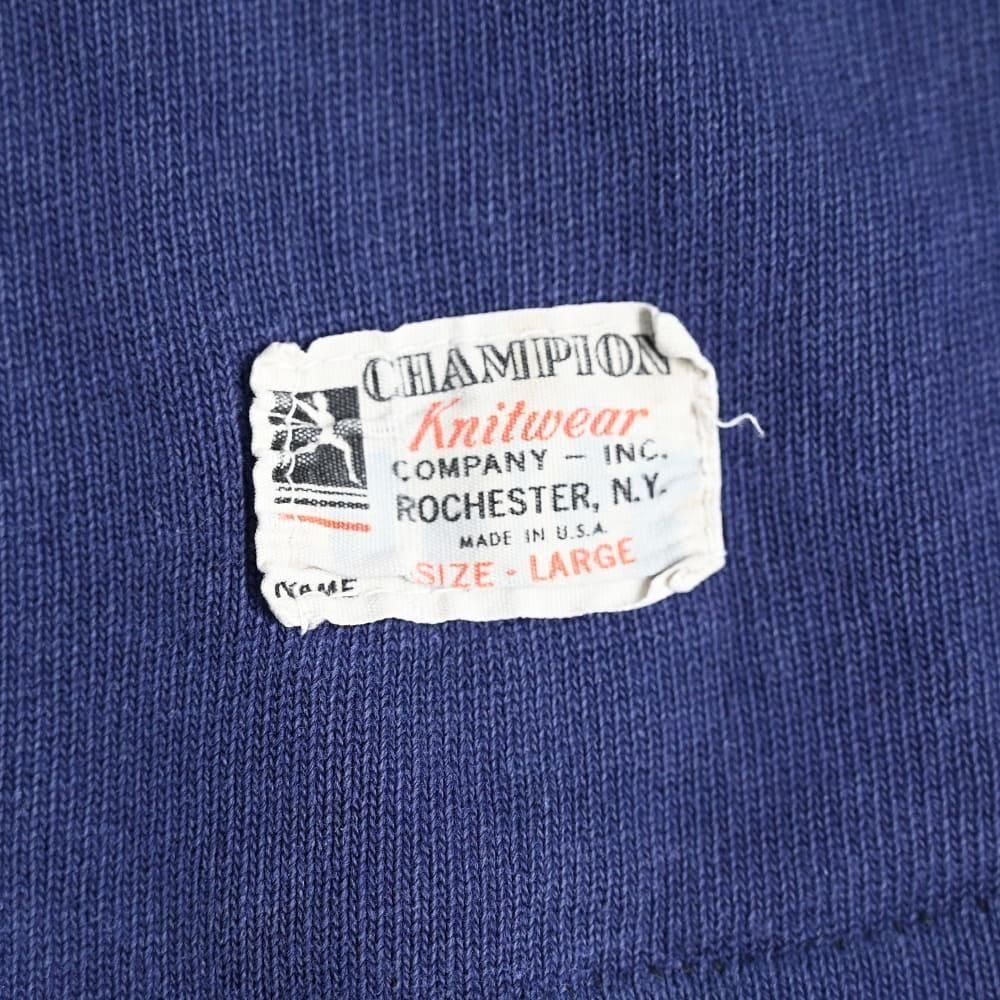 CHAMPION
Knitwear
COMPANY – INC.
ROCHESTER, N.Y.
MADE IN U.S.A.
SIZE - LARGE
NAME